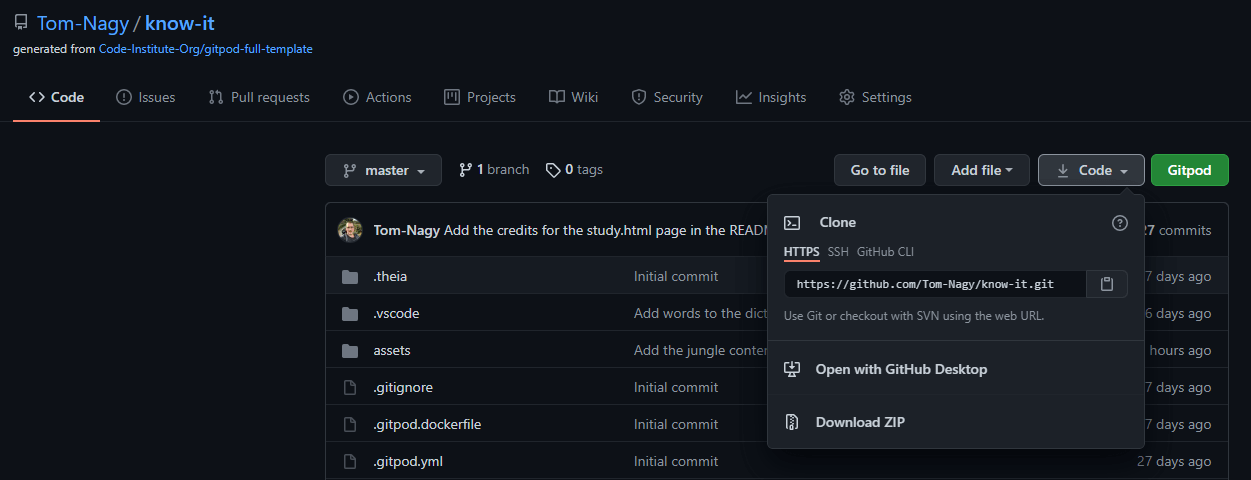 Tom-Nagy / know-it
generated from Code-Institute-Org/gitpod-full-template
Code Issues Pull requests Actions Projects Wiki Security Insights Settings
master 1 branch 0 tags Go to file Add file Code Gitpod
Tom-Nagy Add the credits for the study.html page in the READM 27 commits
Clone
HTTPS SSH GitHub CLI
https://github.com/Tom-Nagy/know-it.git
Use Git or checkout with SVN using the web URL.
Open with GitHub Desktop
Download ZIP
.theia Initial commit 7 days ago
.vscode Add words to the dict 6 days ago
assets Add the jungle conter hours ago
.gitignore Initial commit 7 days ago
.gitpod.dockerfile Initial commit 7 days ago
.gitpod.yml Initial commit 27 days ago